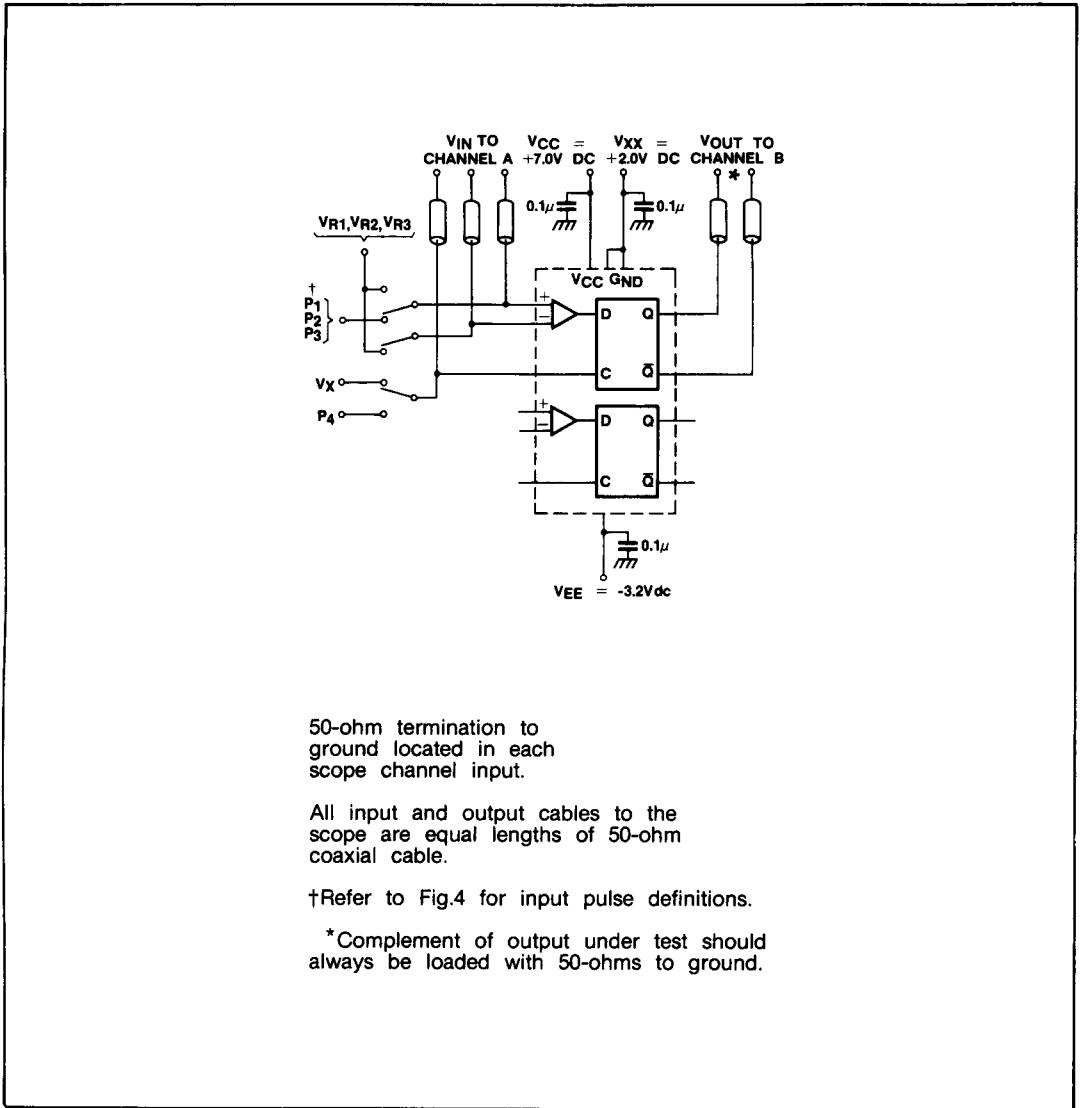 VIN TO VCC = VXX = VOUT TO
CHANNEL A +7.0V DC +2.0V DC CHANNEL B
*
0.1µ 0.1µ
VR1,VR2,VR3
VCC GND
†
P1
P2
P3
+
−
D Q
C Q̅
VX
P4
+
−
D Q
C Q̅
0.1µ
VEE = -3.2Vdc
50-ohm termination to
ground located in each
scope channel input.
All input and output cables to the
scope are equal lengths of 50-ohm
coaxial cable.
†Refer to Fig.4 for input pulse definitions.
*Complement of output under test should
always be loaded with 50-ohms to ground.